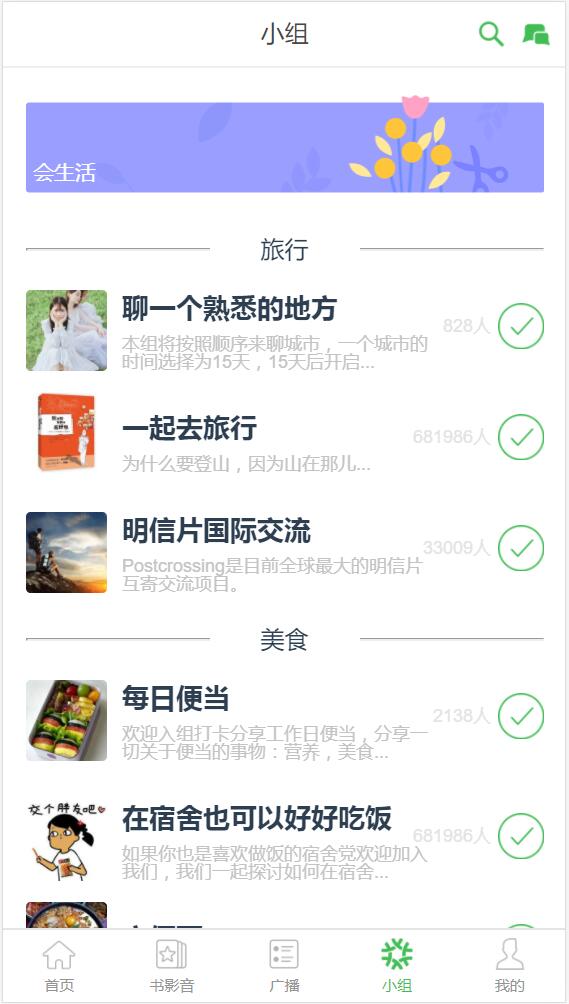 小组
会生活
旅行
聊一个熟悉的地方
828人
本组将按照顺序来聊城市，一个城市的
时间选择为15天，15天后开启...
一起去旅行
681986人
为什么要登山，因为山在那儿...
明信片国际交流
33009人
Postcrossing是目前全球最大的明信片
互寄交流项目。
美食
每日便当
2138人
欢迎入组打卡分享工作日便当，分享一
切关于便当的事物：营养，美食...
交个朋友吧
在宿舍也可以好好吃饭
681986人
如果你也是喜欢做饭的宿舍党欢迎加入
我们，我们一起探讨如何在宿舍...
首页
书影音
广播
小组
我的